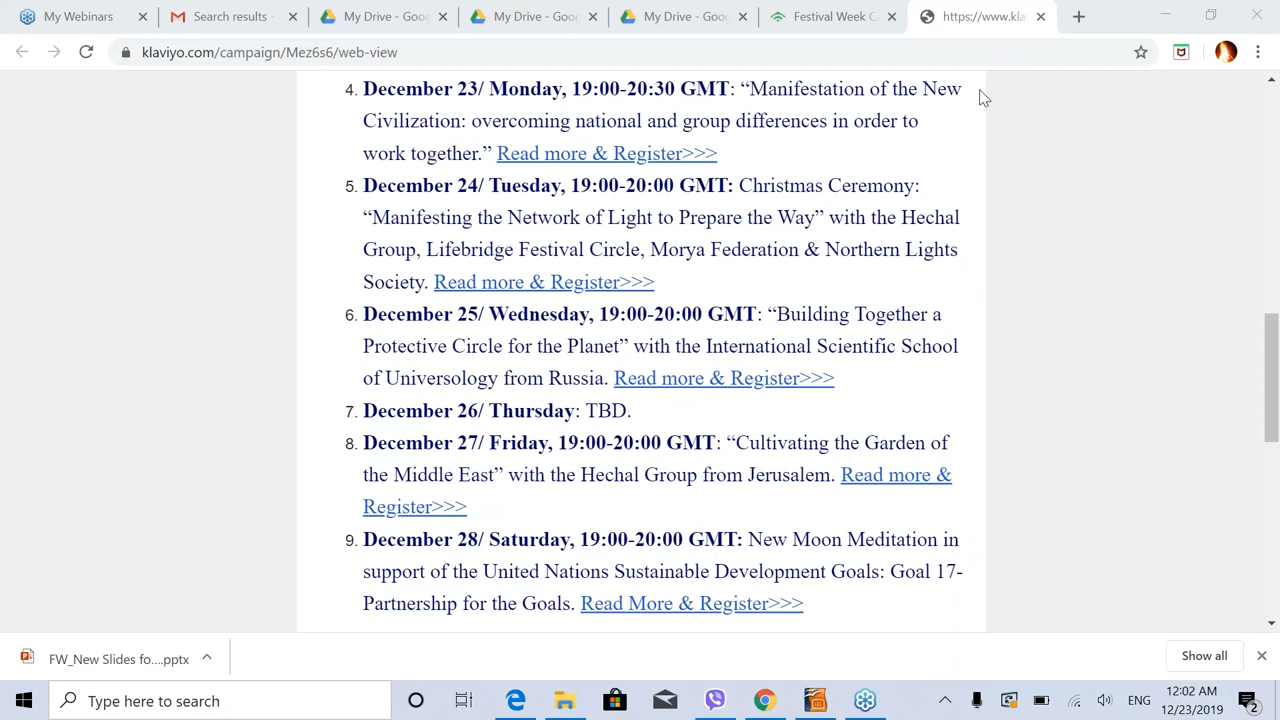 My Webinars
Search results -
My Drive - Goo
My Drive - Goo
My Drive - Goo
Festival Week C
https://www.kla
klaviyo.com/campaign/Mez6s6/web-view
4. December 23/ Monday, 19:00-20:30 GMT: “Manifestation of the New
Civilization: overcoming national and group differences in order to
work together.” Read more & Register>>>
5. December 24/ Tuesday, 19:00-20:00 GMT: Christmas Ceremony:
“Manifesting the Network of Light to Prepare the Way” with the Hechal
Group, Lifebridge Festival Circle, Morya Federation & Northern Lights
Society. Read more & Register>>>
6. December 25/ Wednesday, 19:00-20:00 GMT: “Building Together a
Protective Circle for the Planet” with the International Scientific School
of Universology from Russia. Read more & Register>>>
7. December 26/ Thursday: TBD.
8. December 27/ Friday, 19:00-20:00 GMT: “Cultivating the Garden of
the Middle East” with the Hechal Group from Jerusalem. Read more &
Register>>>
9. December 28/ Saturday, 19:00-20:00 GMT: New Moon Meditation in
support of the United Nations Sustainable Development Goals: Goal 17-
Partnership for the Goals. Read More & Register>>>
FW_New Slides fo....pptx
Show all
Type here to search
ENG
12:02 AM
12/23/2019
2